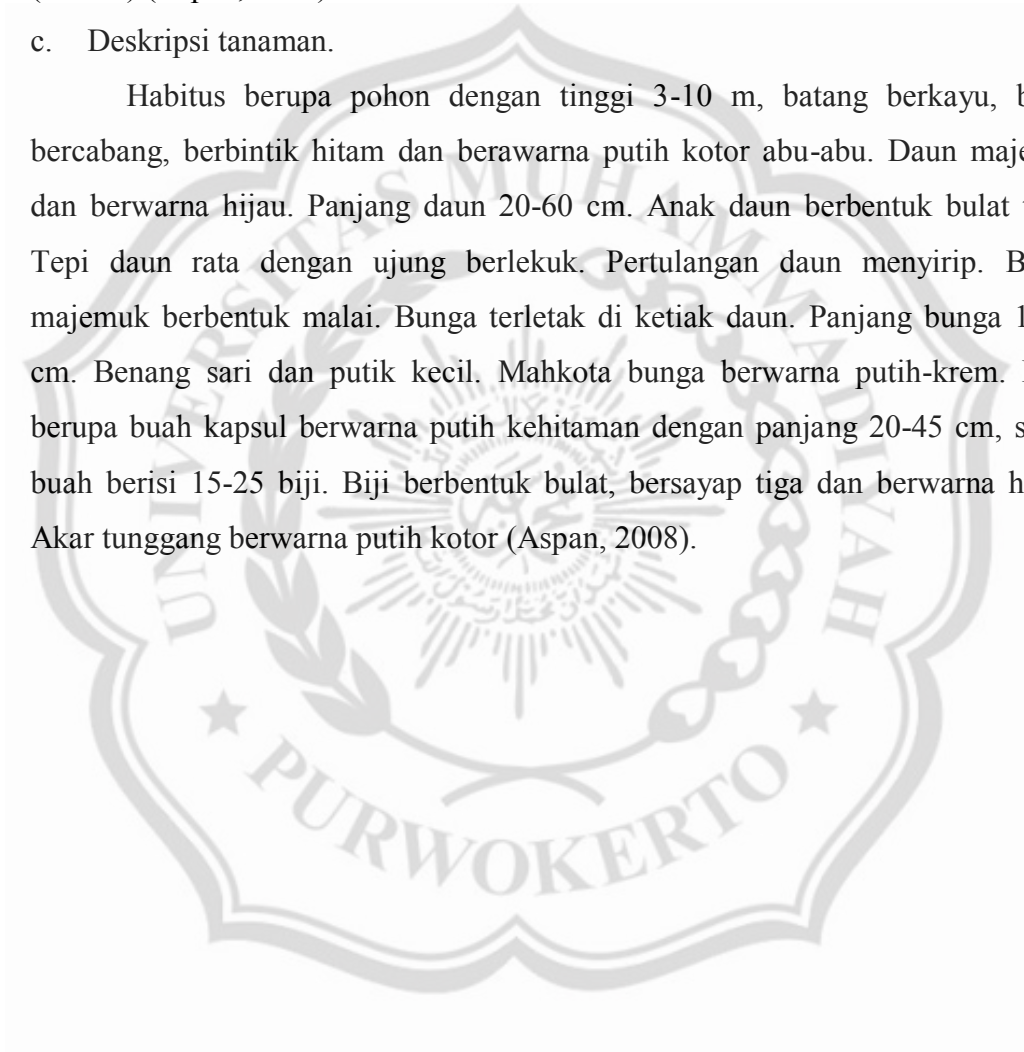 c. Deskripsi tanaman.
Habitus berupa pohon dengan tinggi 3-10 m, batang berkayu,
bercabang, berbintik hitam dan berawarna putih kotor abu-abu. Daun
dan berwarna hijau. Panjang daun 20-60 cm. Anak daun berbentuk bulat
Tepi daun rata dengan ujung berlekuk. Pertulangan daun menyirip.
majemuk berbentuk malai. Bunga terletak di ketiak daun. Panjang bunga
cm. Benang sari dan putik kecil. Mahkota bunga berwarna putih-krem.
berupa buah kapsul berwarna putih kehitaman dengan panjang 20-45 cm,
buah berisi 15-25 biji. Biji berbentuk bulat, bersayap tiga dan berwarna
Akar tunggang berwarna putih kotor (Aspan, 2008).
UNIVERSITAS MUHAMMADIYAH
PURWOKERTO